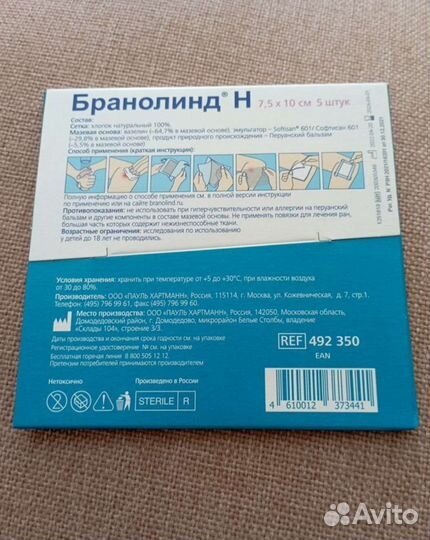 Бранолинд® Н 7,5 х 10 см 5 штук
Состав:
Сетка: хлопок натуральный 100%.
Мазевая основа: вазелин (~64,7% в мазевой основе), эмульгатор – Softisan® 601/ Софтисан® 601
(~29,8% в мазевой основе), продукт природного происхождения – Перуанский бальзам
(~5,5% в мазевой основе)
Способ применения (краткая инструкция):
Полную информацию о способе применения см. в полной версии инструкции
по применению или на сайте branolind.ru.
Противопоказания: не использовать при гиперчувствительности или аллергии на перуанский
бальзам и другие компоненты в составе мазевой основы. Не применять повязки для лечения ран,
большая часть которых содержит нежизнеспособные ткани.
Возрастные ограничения: исследования по использованию
у детей до 18 лет не проводились.
Условия хранения: хранить при температуре от +5 до +30°С, при влажности воздуха
от 30 до 80%.
Производитель: ООО «ПАУЛЬ ХАРТМАНН», Россия, 115114, г. Москва, ул. Кожевническая, д. 7, стр.1.
Телефон: (495) 796 99 61, факс (495) 796 99 60.
Место производства: ООО «ПАУЛЬ ХАРТМАНН», Россия, 142050, Московская область,
Домодедовский район, г. Домодедово, микрорайон Белые Столбы, владение
«Склады 104», строение 3/3.
Дата производства и окончания срока годности см. на упаковке
Регистрационное удостоверение № см. на упаковке
Бесплатная горячая линия 8 800 505 12 12.
Претензии потребителей принимают по месту нахождения.
REF 492 350
EAN
Нетоксично
Произведено в России
STERILE R
4 610012 373441
Avito